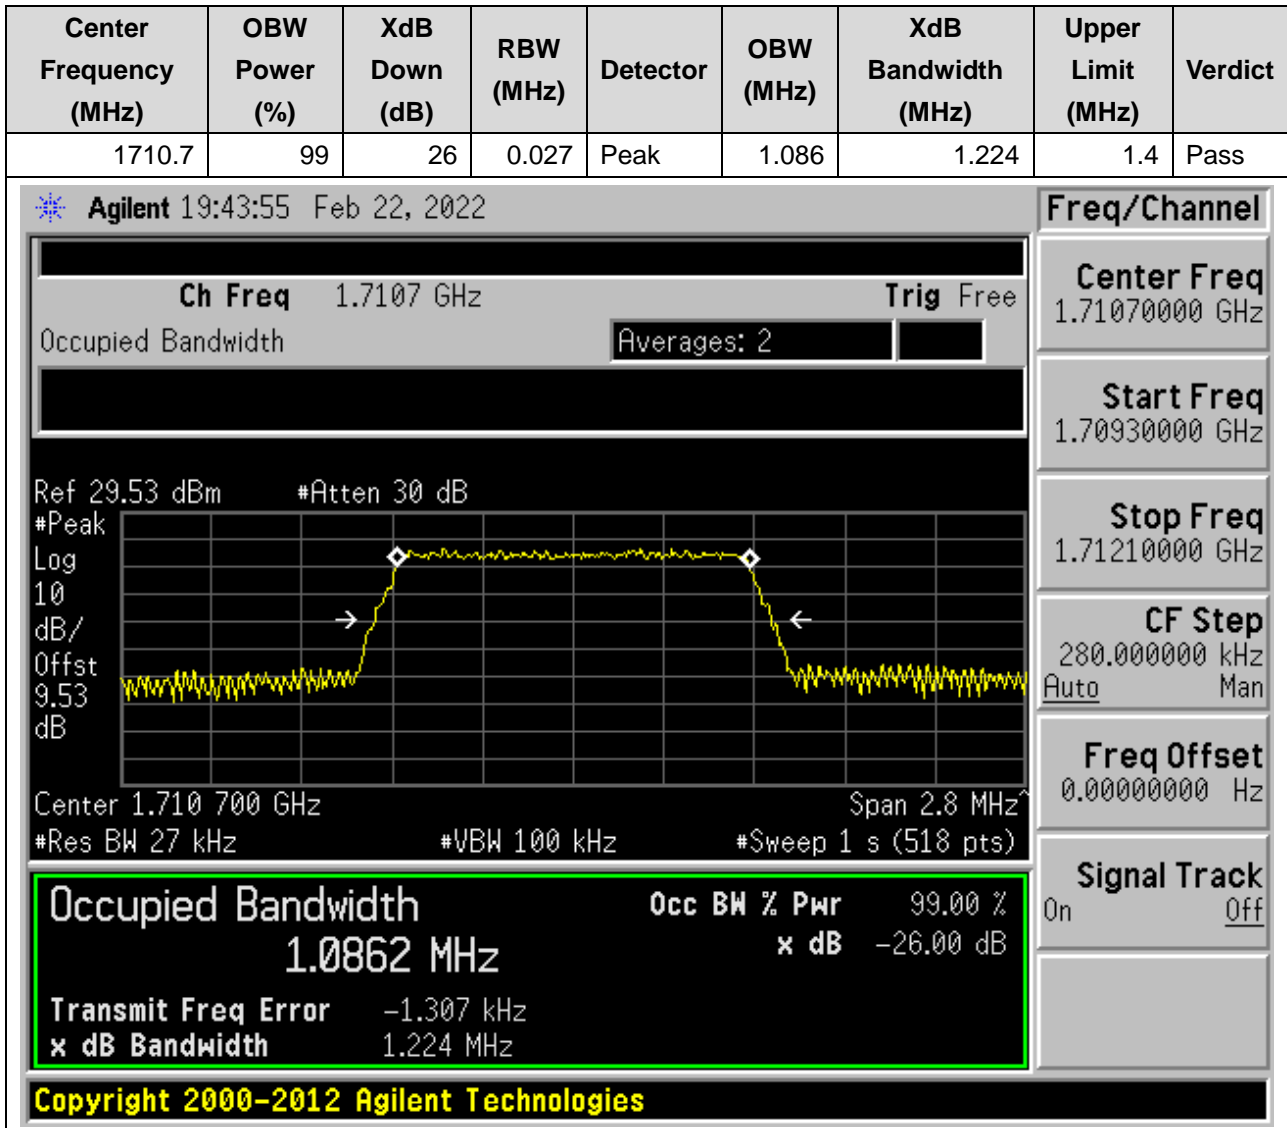 Center Frequency (MHz) OBW Power (%) XdB Down (dB) RBW (MHz) Detector OBW (MHz) XdB Bandwidth (MHz) Upper Limit (MHz) Verdict
1710.7 99 26 0.027 Peak 1.086 1.224 1.4 Pass
Agilent 19:43:55 Feb 22, 2022
Freq/Channel
Ch Freq 1.7107 GHz Trig Free
Occupied Bandwidth Averages: 2
Center Freq
1.71070000 GHz
Start Freq
1.70930000 GHz
Stop Freq
1.71210000 GHz
CF Step
280.000000 kHz
Auto Man
Freq Offset
0.00000000 Hz
Signal Track
On Off
Ref 29.53 dBm #Atten 30 dB
#Peak
Log
10
dB/
Offst
9.53
dB
Center 1.710 700 GHz Span 2.8 MHz^
#Res BW 27 kHz #VBW 100 kHz #Sweep 1 s (518 pts)
Occupied Bandwidth Occ BW % Pwr 99.00 %
1.0862 MHz x dB -26.00 dB
Transmit Freq Error -1.307 kHz
x dB Bandwidth 1.224 MHz
Copyright 2000-2012 Agilent Technologies